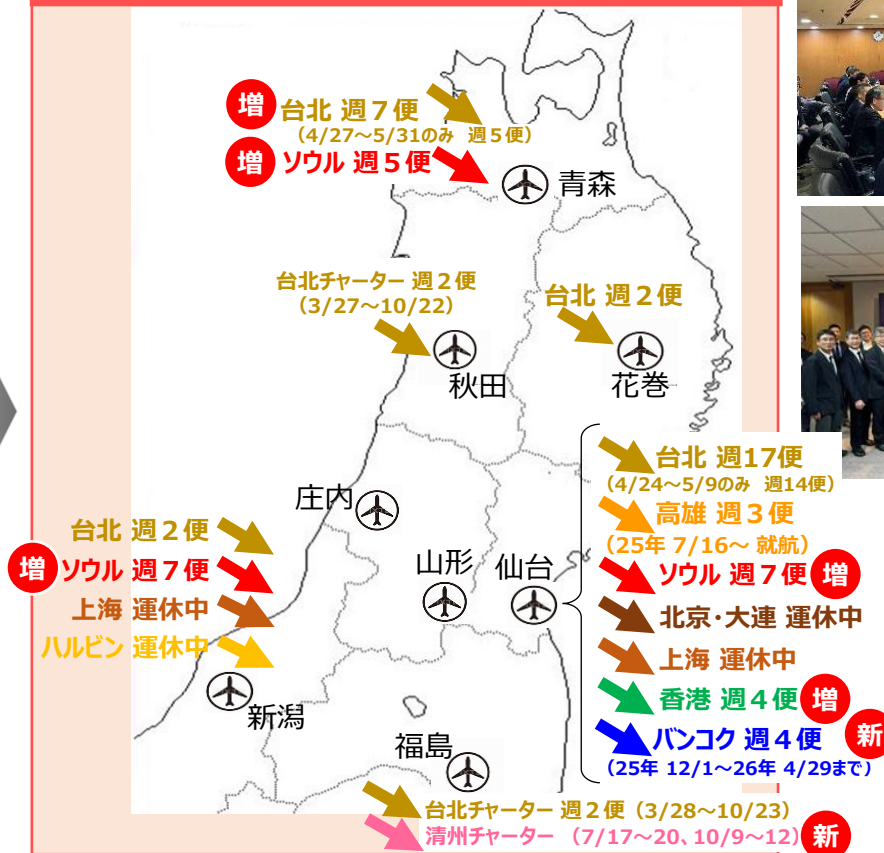 増 台北 週7便
(4/27～5/31のみ 週5便)
増 ソウル 週5便
青森
台北チャーター 週2便
(3/27～10/22)
秋田
台北 週2便
花巻
庄内
山形
仙台
台北 週17便
(4/24～5/9のみ 週14便)
高雄 週3便
(25年 7/16～ 就航)
ソウル 週7便 増
北京・大連 運休中
上海 運休中
香港 週4便 増
バンコク 週4便 新
(25年 12/1～26年 4/29まで)
台北 週2便
増 ソウル 週7便
上海 運休中
ハルビン 運休中
新潟
福島
台北チャーター 週2便 (3/28～10/23)
清州チャーター (7/17～20、10/9～12) 新